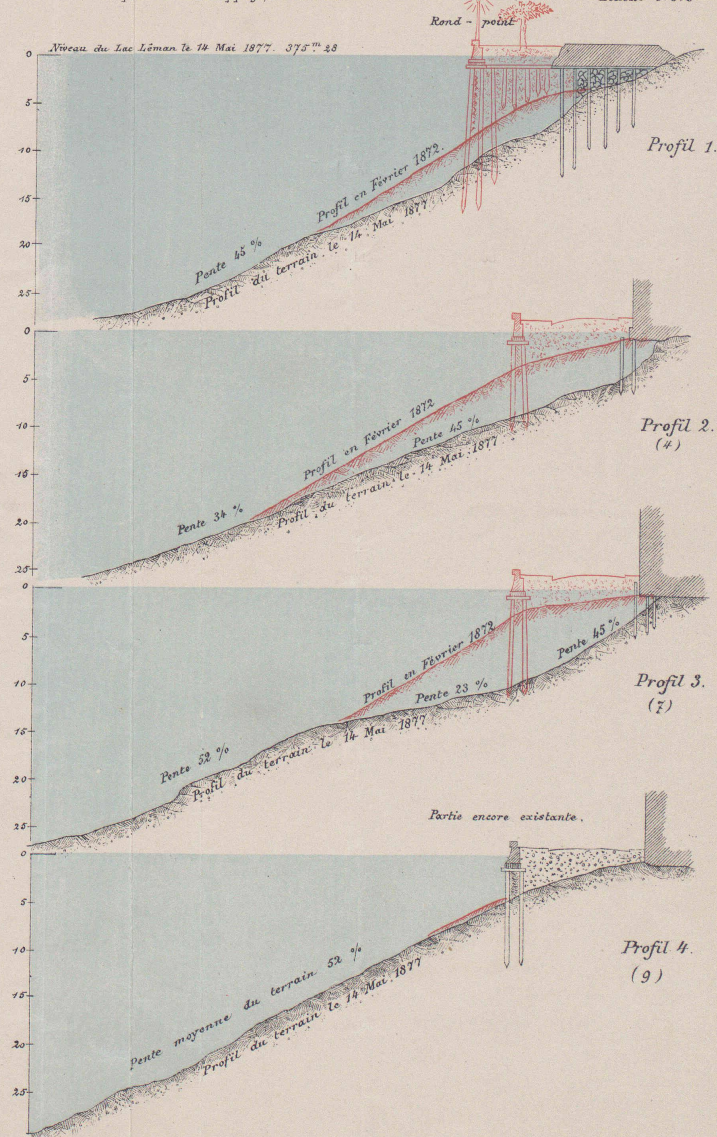 Rond-point
Niveau du Lac Léman le 14 Mai 1877. 375.m 28
0
5
10
15
20
25
Profil 1.
Profil en Février 1872.
Pente 45 %
Profil du terrain le 14. Mai 1877
0
5
10
15
20
25
Profil 2.
(4)
Profil en Février 1872
Pente 45 %
Pente 34 %
Profil du terrain le 14 Mai 1877
0
5
10
15
20
25
Profil 3.
(7)
Profil en Février 1872
Pente 45 %
Pente 23 %
Pente 52 %
Profil du terrain le 14 Mai 1877
Partie encore existante.
0
5
10
15
20
25
Profil 4.
(9)
Pente moyenne du terrain 52 %
Profil du terrain le 14 Mai 1877